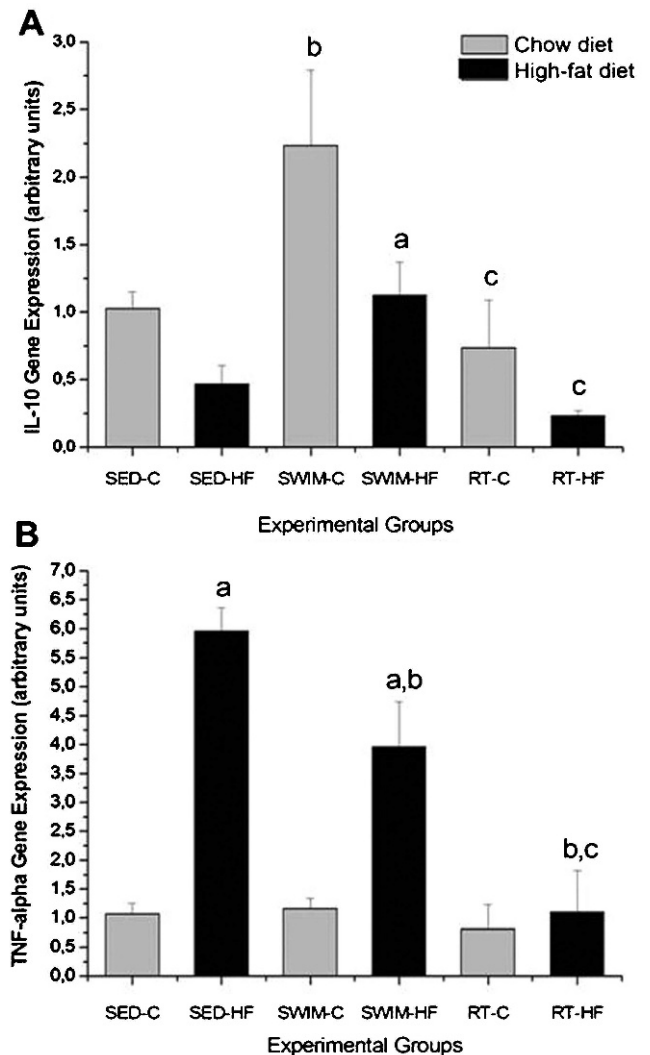 A
3,0
2,5
2,0
1,5
1,0
0,5
0,0
IL-10 Gene Expression (arbitrary units)
Chow diet
High-fat diet
b
a
c
c
SED-C SED-HF SWIM-C SWIM-HF RT-C RT-HF
Experimental Groups
B
7,0
6,5
6,0
5,5
5,0
4,5
4,0
3,5
3,0
2,5
2,0
1,5
1,0
0,5
0,0
TNF-alpha Gene Expression (arbitrary units)
a
a,b
b,c
SED-C SED-HF SWIM-C SWIM-HF RT-C RT-HF
Experimental Groups